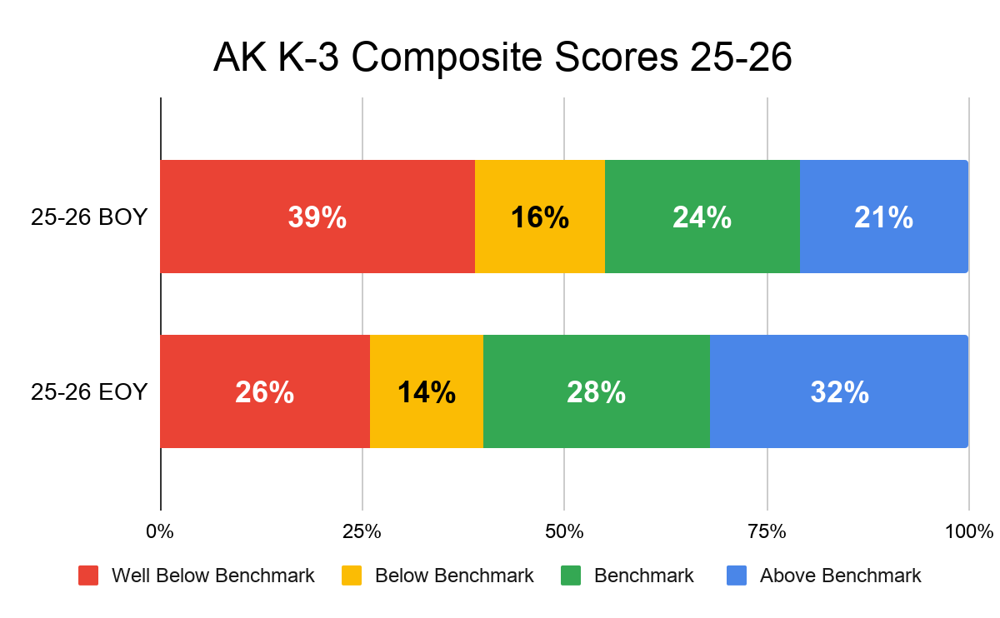 AK K-3 Composite Scores 25-26
25-26 BOY
39%
16%
24%
21%
25-26 EOY
26%
14%
28%
32%
0%
25%
50%
75%
100%
Well Below Benchmark
Below Benchmark
Benchmark
Above Benchmark